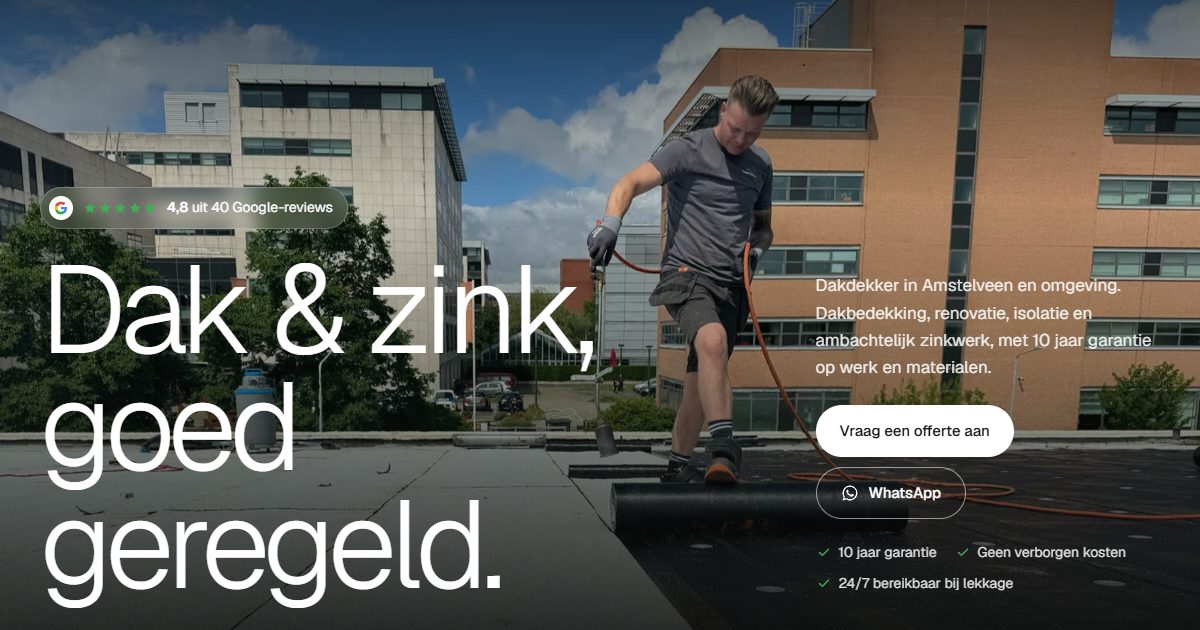 4,8 uit 40 Google-reviews
Dak & zink,
goed
geregeld.
Dakdekker in Amstelveen en omgeving.
Dakbedekking, renovatie, isolatie en
ambachtelijk zinkwerk, met 10 jaar garantie
op werk en materialen.
Vraag een offerte aan
WhatsApp
10 jaar garantie
Geen verborgen kosten
24/7 bereikbaar bij lekkage